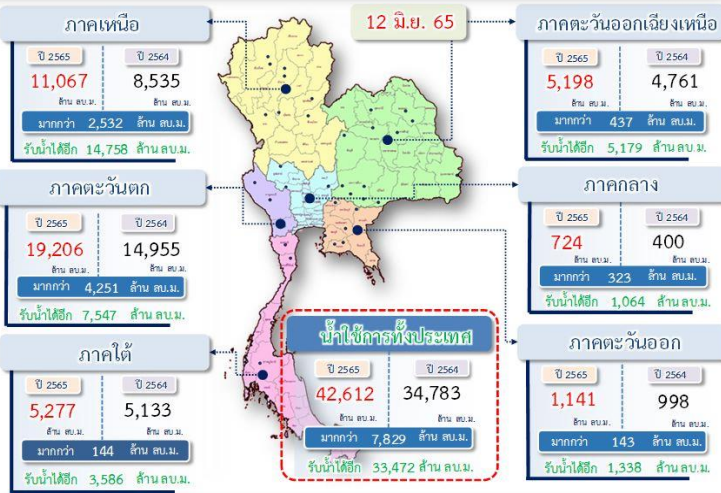 ภาคเหนือ
ปี 2565 ปี 2564
11,067 8,535
ล้าน ลบ.ม. ล้าน ลบ.ม.
มากกว่า 2,532 ล้าน ลบ.ม.
รับน้ำได้อีก 14,758 ล้าน ลบ.ม.
12 มิ.ย. 65
ภาคตะวันออกเฉียงเหนือ
ปี 2565 ปี 2564
5,198 4,761
ล้าน ลบ.ม. ล้าน ลบ.ม.
มากกว่า 437 ล้าน ลบ.ม.
รับน้ำได้อีก 5,179 ล้าน ลบ.ม.
ภาคตะวันตก
ปี 2565 ปี 2564
19,206 14,955
ล้าน ลบ.ม. ล้าน ลบ.ม.
มากกว่า 4,251 ล้าน ลบ.ม.
รับน้ำได้อีก 7,547 ล้าน ลบ.ม.
ภาคกลาง
ปี 2565 ปี 2564
724 400
ล้าน ลบ.ม. ล้าน ลบ.ม.
มากกว่า 323 ล้าน ลบ.ม.
รับน้ำได้อีก 1,064 ล้าน ลบ.ม.
ภาคใต้
ปี 2565 ปี 2564
5,277 5,133
ล้าน ลบ.ม. ล้าน ลบ.ม.
มากกว่า 144 ล้าน ลบ.ม.
รับน้ำได้อีก 3,586 ล้าน ลบ.ม.
น้ำใช้การทั้งประเทศ
ปี 2565 ปี 2564
42,612 34,783
ล้าน ลบ.ม. ล้าน ลบ.ม.
มากกว่า 7,829 ล้าน ลบ.ม.
รับน้ำได้อีก 33,472 ล้าน ลบ.ม.
ภาคตะวันออก
ปี 2565 ปี 2564
1,141 998
ล้าน ลบ.ม. ล้าน ลบ.ม.
มากกว่า 143 ล้าน ลบ.ม.
รับน้ำได้อีก 1,338 ล้าน ลบ.ม.